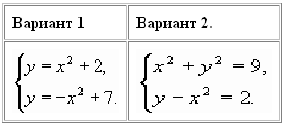 Вариант 1
Вариант 2.
y = x² + 2,
y = -x² + 7.
x² + y² = 9,
y - x² = 2.